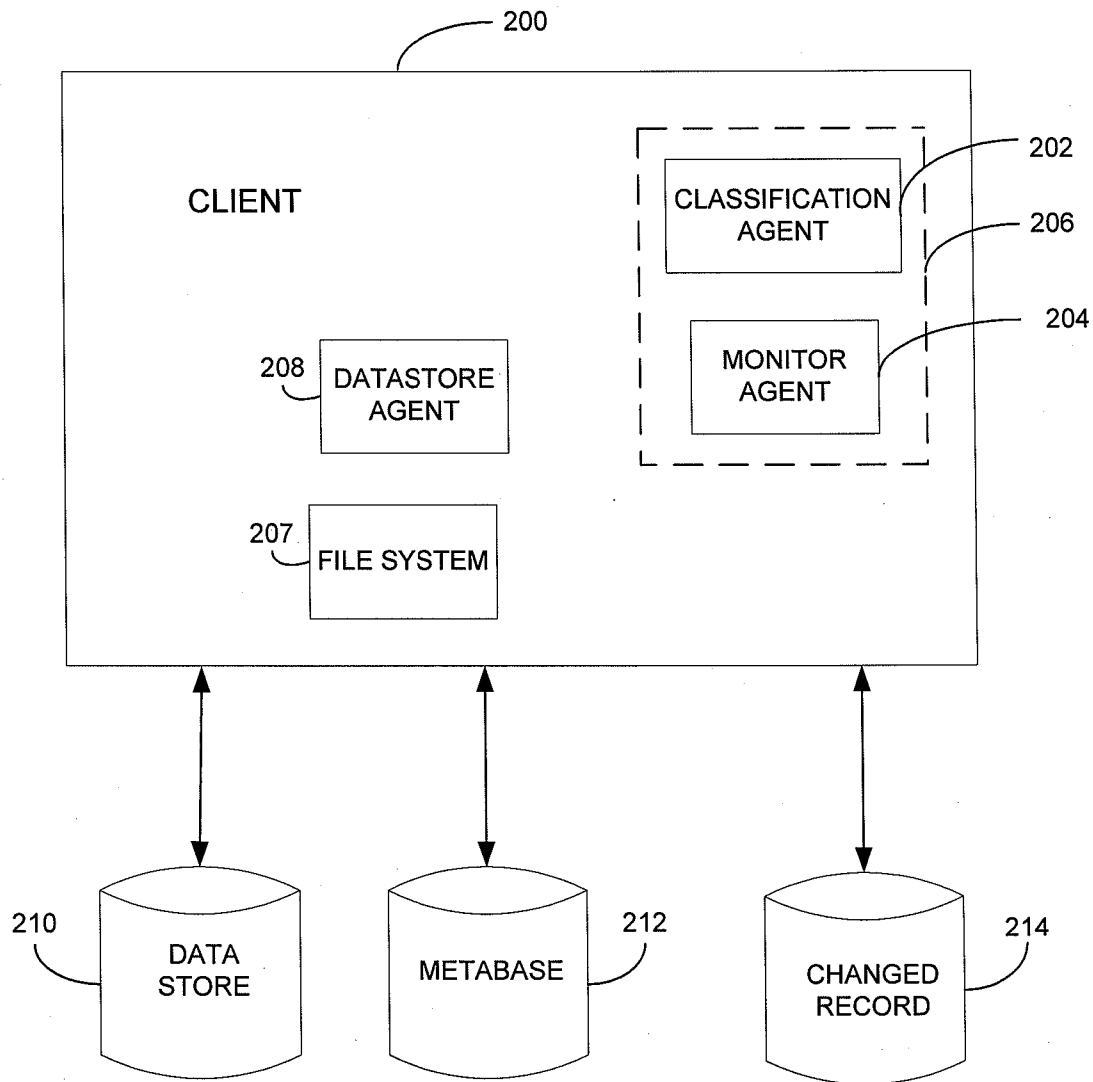 200
202
CLASSIFICATION
AGENT
CLIENT
206
204
MONITOR
AGENT
208
DATASTORE
AGENT
207
FILE SYSTEM
210
DATA
STORE
212
METABASE
214
CHANGED
RECORD